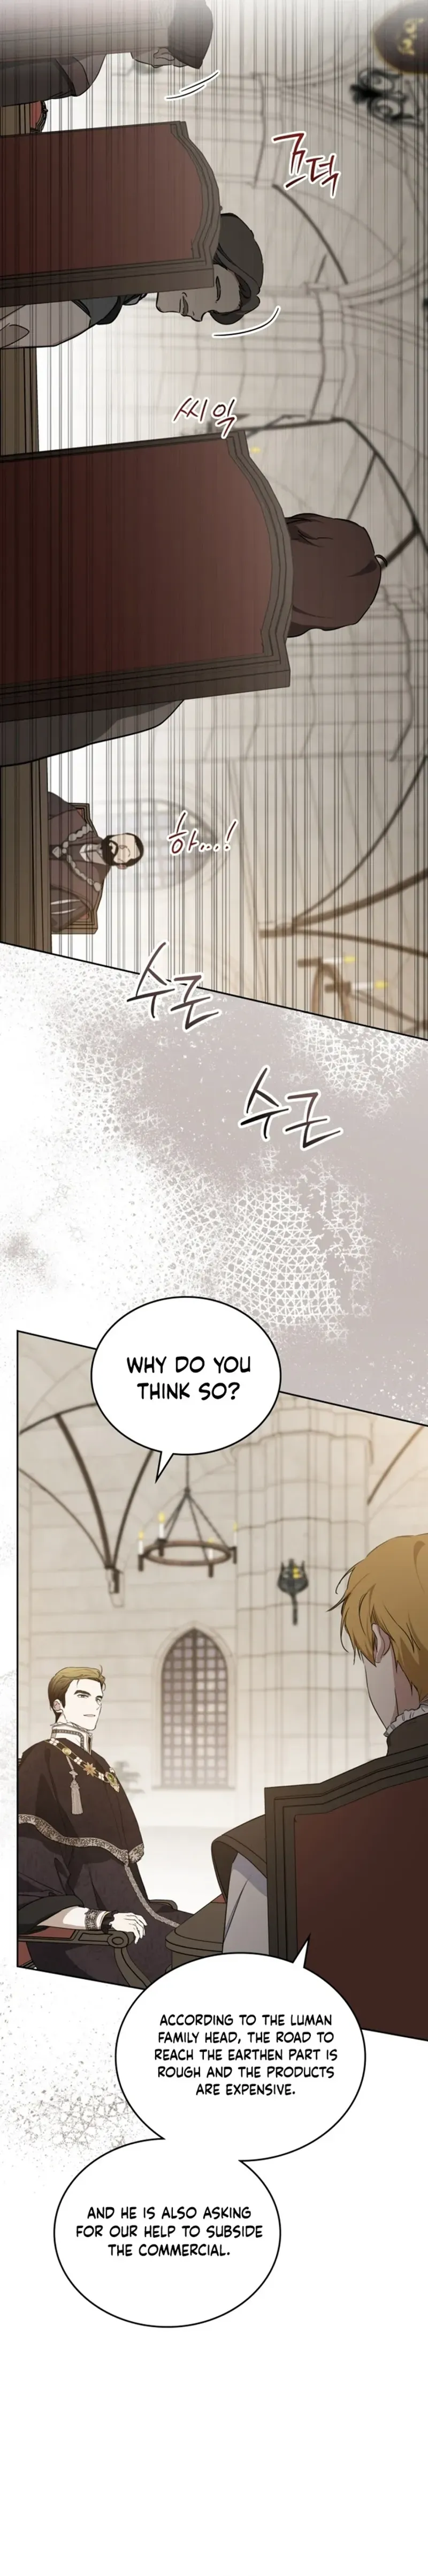 끄덕
씨익
하...!
수군
수군
WHY DO YOU
THINK SO?
ACCORDING TO THE LUMAN
FAMILY HEAD, THE ROAD TO
REACH THE EARTHEN PART IS
ROUGH AND THE PRODUCTS
ARE EXPENSIVE.
AND HE IS ALSO ASKING
FOR OUR HELP TO SUBSIDE
THE COMMERCIAL.